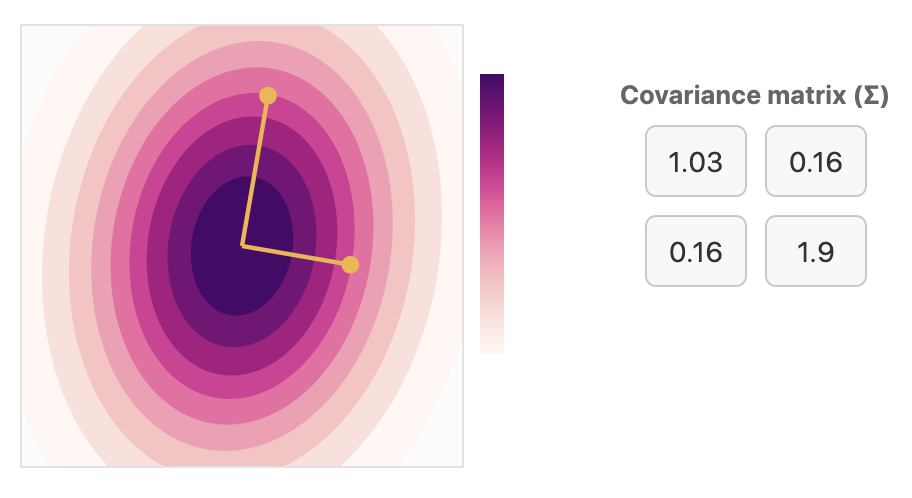 Covariance matrix (Σ)
1.03 0.16
0.16 1.9